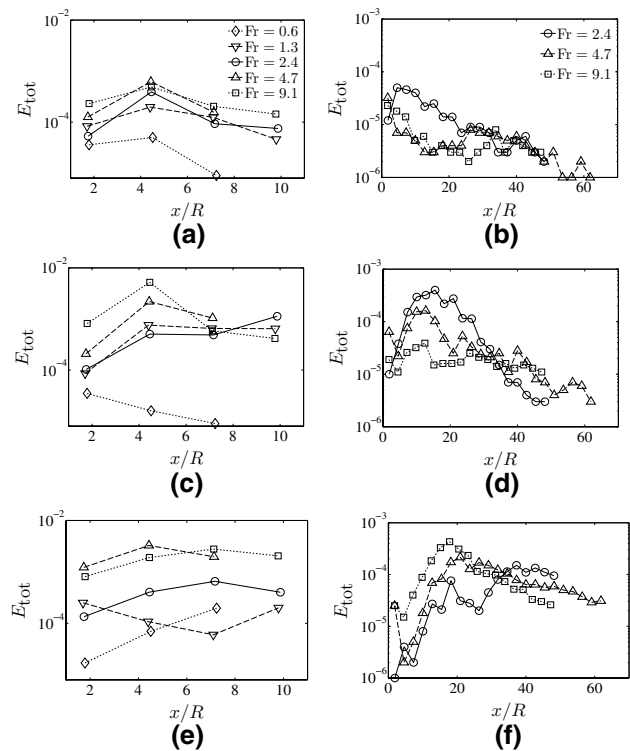 10⁻²
10⁻⁴
E_tot
2 4 6 8 10
x/R
Fr = 0.6
Fr = 1.3
Fr = 2.4
Fr = 4.7
Fr = 9.1
(a)
10⁻³
10⁻⁴
10⁻⁵
10⁻⁶
E_tot
0 20 40 60
x/R
Fr = 2.4
Fr = 4.7
Fr = 9.1
(b)
10⁻²
10⁻⁴
E_tot
2 4 6 8 10
x/R
(c)
10⁻³
10⁻⁴
10⁻⁵
10⁻⁶
E_tot
0 20 40 60
x/R
(d)
10⁻²
10⁻⁴
E_tot
2 4 6 8 10
x/R
(e)
10⁻³
10⁻⁴
10⁻⁵
10⁻⁶
E_tot
0 20 40 60
x/R
(f)